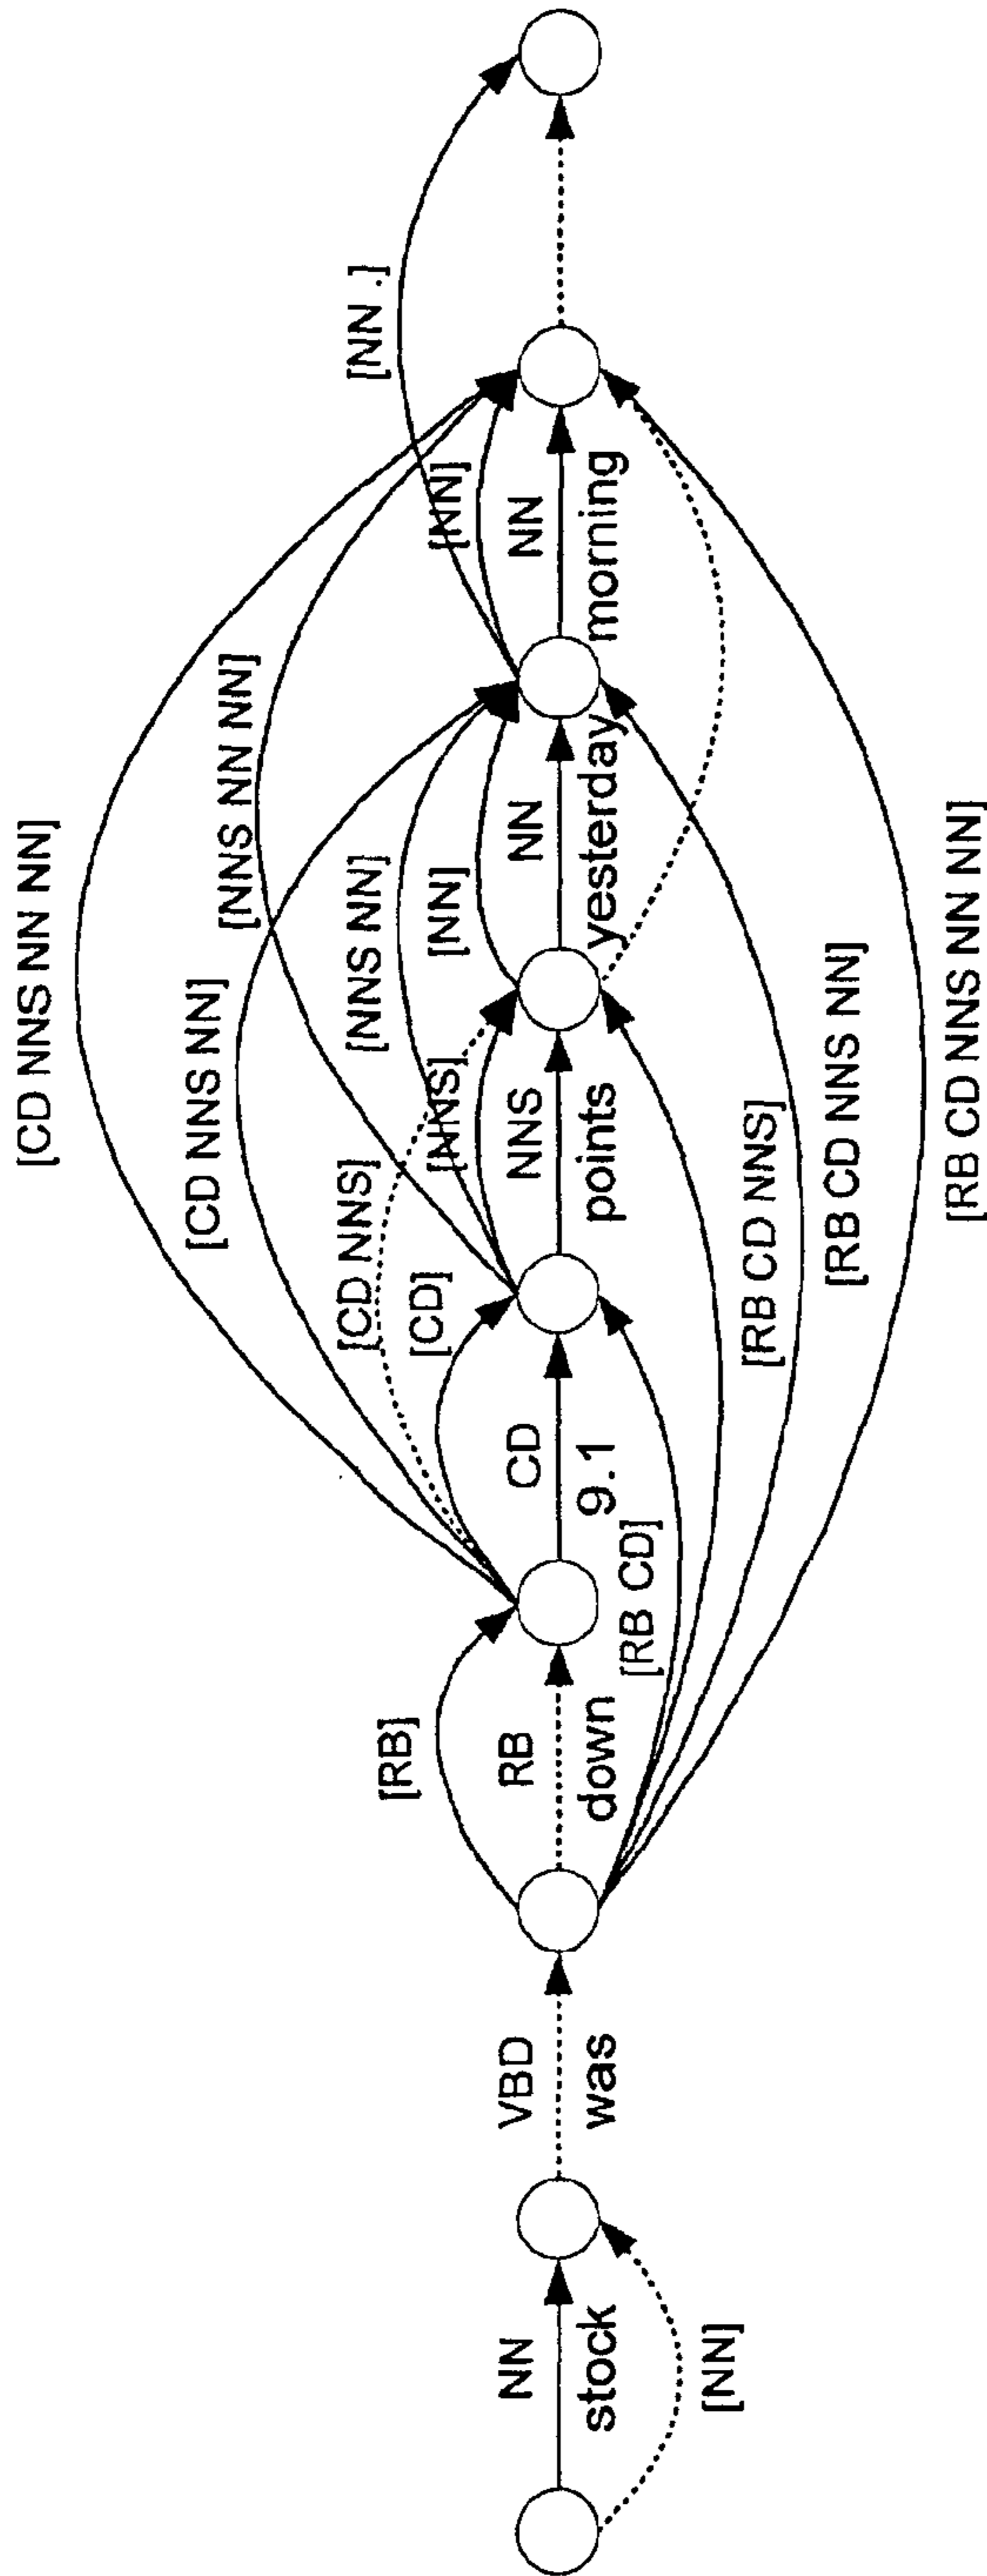 [CD NNS NN NN]
[NNS NN NN]
[CD NNS NN]
[NN .]
[NNS NN]
[CD NNS]
[NN]
[NN]
[NNS]
[CD]
[RB]
NN
VBD
RB
CD
NNS
NN
NN
stock
was
down
9.1
points
yesterday
morning
[NN]
[RB CD]
[RB CD NNS]
[RB CD NNS NN]
[RB CD NNS NN NN]